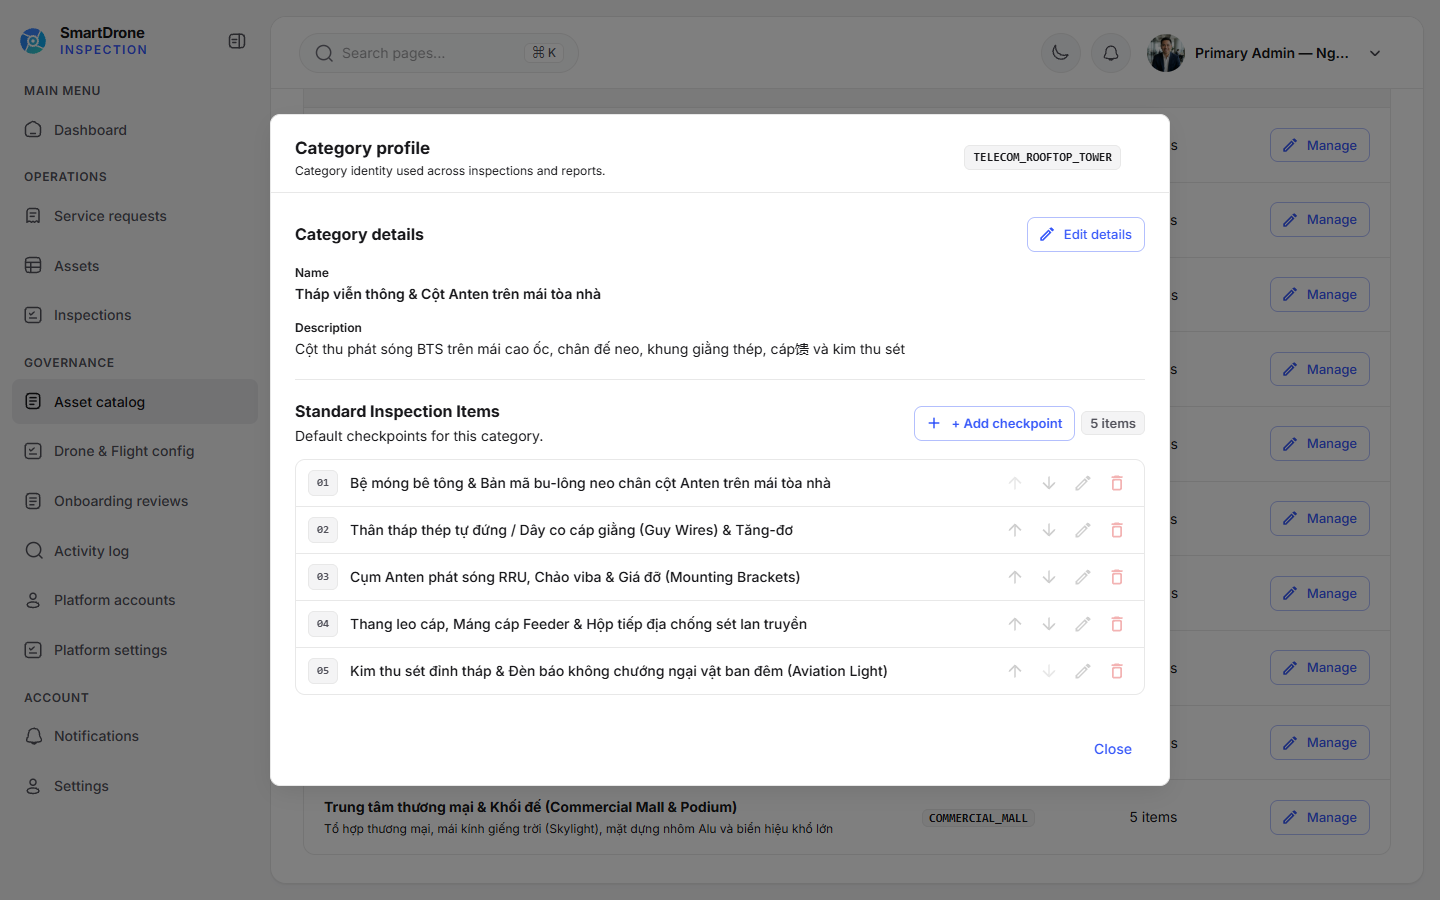 SmartDrone
INSPECTION
Search pages...
⌘ K
Primary Admin — Ng...
MAIN MENU
Dashboard
OPERATIONS
Service requests
Assets
Inspections
GOVERNANCE
Asset catalog
Drone & Flight config
Onboarding reviews
Activity log
Platform accounts
Platform settings
ACCOUNT
Notifications
Settings
Category profile
Category identity used across inspections and reports.
TELECOM_ROOFTOP_TOWER
Category details
Edit details
Name
Tháp viễn thông & Cột Anten trên mái tòa nhà
Description
Cột thu phát sóng BTS trên mái cao ốc, chân đế neo, khung giằng thép, cáp馈 và kim thu sét
Standard Inspection Items
Default checkpoints for this category.
+ Add checkpoint
5 items
01 Bệ móng bê tông & Bản mã bu-lông neo chân cột Anten trên mái tòa nhà
02 Thân tháp thép tự đứng / Dây co cáp giằng (Guy Wires) & Tăng-đơ
03 Cụm Anten phát sóng RRU, Chảo viba & Giá đỡ (Mounting Brackets)
04 Thang leo cáp, Máng cáp Feeder & Hộp tiếp địa chống sét lan truyền
05 Kim thu sét đỉnh tháp & Đèn báo không chướng ngại vật ban đêm (Aviation Light)
Close
s Manage
s Manage
s Manage
s Manage
s Manage
s Manage
s Manage
s Manage
s Manage
Trung tâm thương mại & Khối đế (Commercial Mall & Podium)
Tổ hợp thương mại, mái kính giếng trời (Skylight), mặt dựng nhôm Alu và biển hiệu khổ lớn
COMMERCIAL_MALL
5 items
Manage